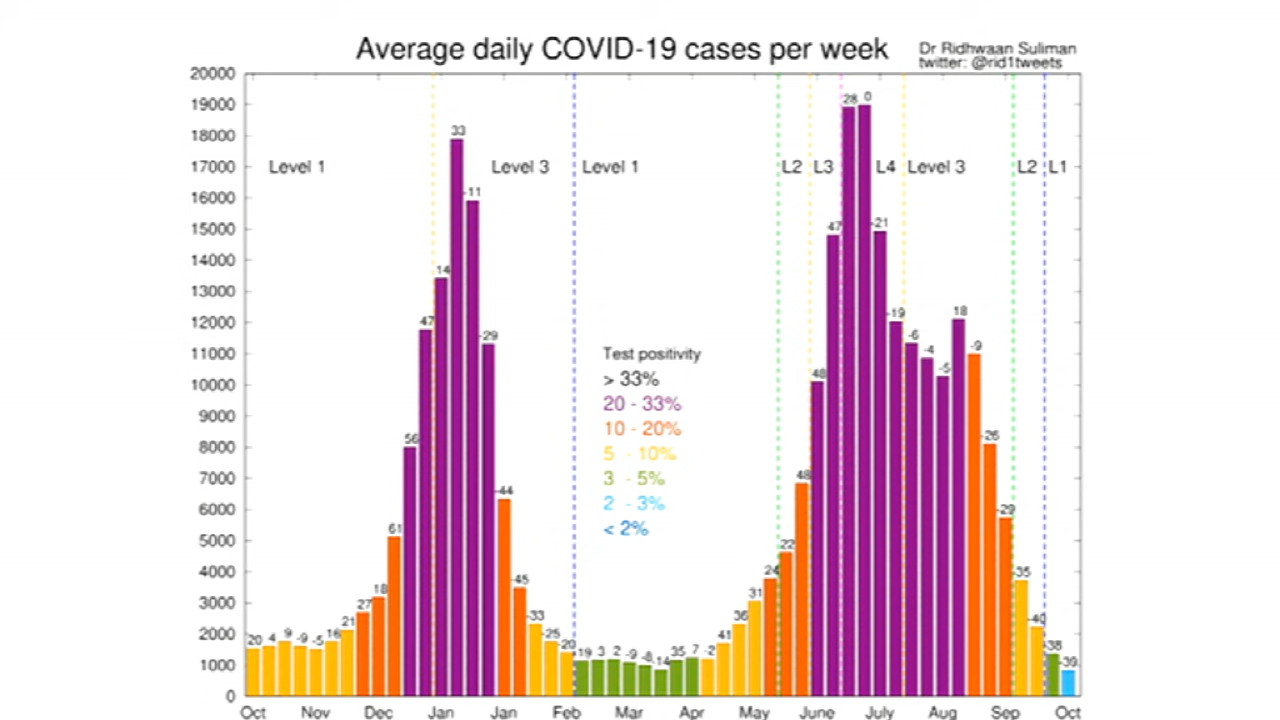 Average daily COVID-19 cases per week
Dr Ridhwaan Suliman
twitter: @rid1tweets
20000
19000
18000
17000
16000
15000
14000
13000
12000
11000
10000
9000
8000
7000
6000
5000
4000
3000
2000
1000
0
Level 1
Level 3
Level 1
L2
L3
L4
Level 3
L2
L1
20 4 9 -9 -5 16 21 27 18 61 56 47 14 33 -11 -29 -44 -45 -33 -25 -20 -19 3 2 -9 -8 -14 35 7 -2 41 36 31 24 22 48 48 47 28 0 -21 -19 -6 -4 -5 18 -9 -26 -29 -35 -40 -38 -39
Test positivity
> 33%
20 - 33%
10 - 20%
5 - 10%
3 - 5%
2 - 3%
< 2%
Oct Nov Dec Jan Jan Feb Mar Apr May June July Aug Sep Oct